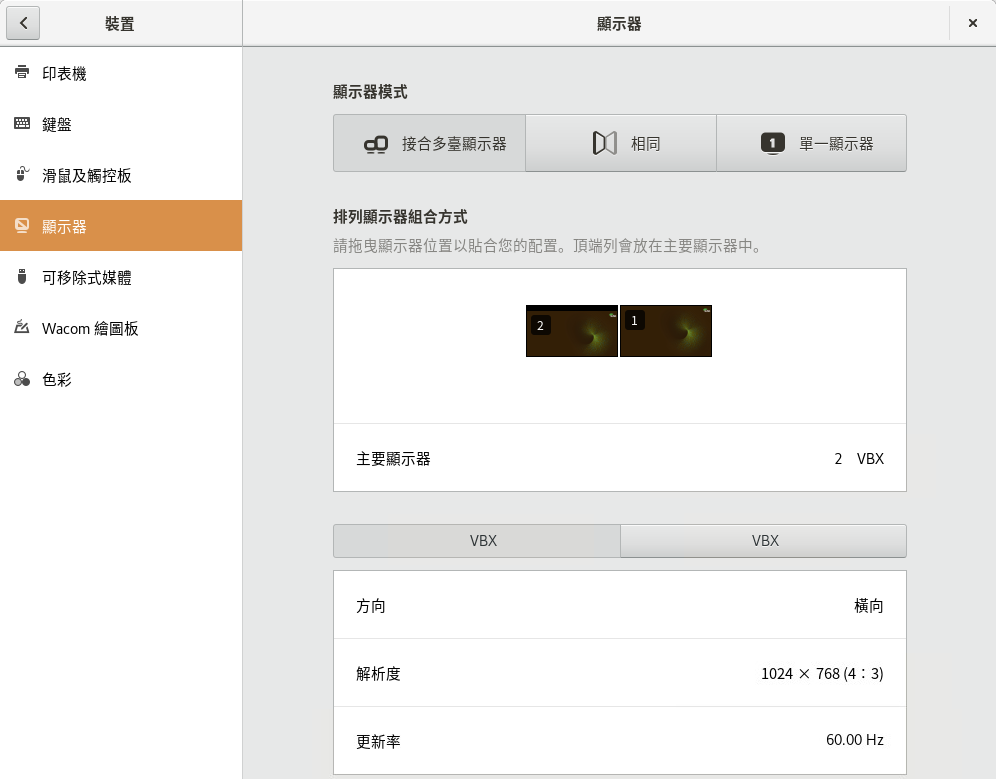 裝置
顯示器
印表機
鍵盤
滑鼠及觸控板
顯示器
可移除式媒體
Wacom 繪圖板
色彩
顯示器模式
接合多臺顯示器
相同
1
單一顯示器
排列顯示器組合方式
請拖曳顯示器位置以貼合您的配置。頂端列會放在主要顯示器中。
2
1
主要顯示器
2 VBX
VBX
VBX
方向
橫向
解析度
1024 × 768 (4：3)
更新率
60.00 Hz